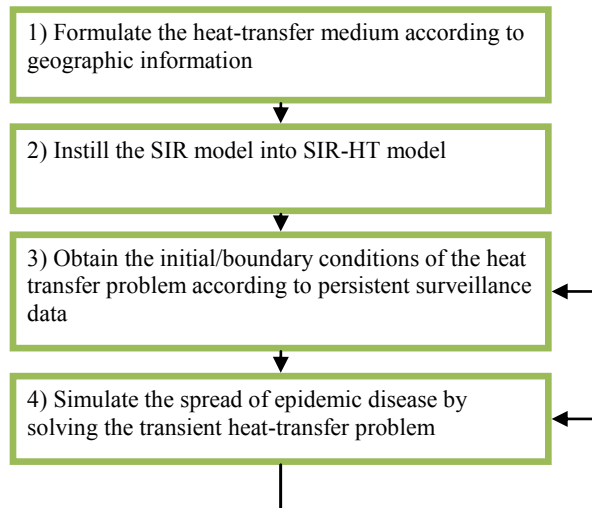 1) Formulate the heat-transfer medium according to
geographic information
2) Instill the SIR model into SIR-HT model
3) Obtain the initial/boundary conditions of the heat
transfer problem according to persistent surveillance
data
4) Simulate the spread of epidemic disease by
solving the transient heat-transfer problem